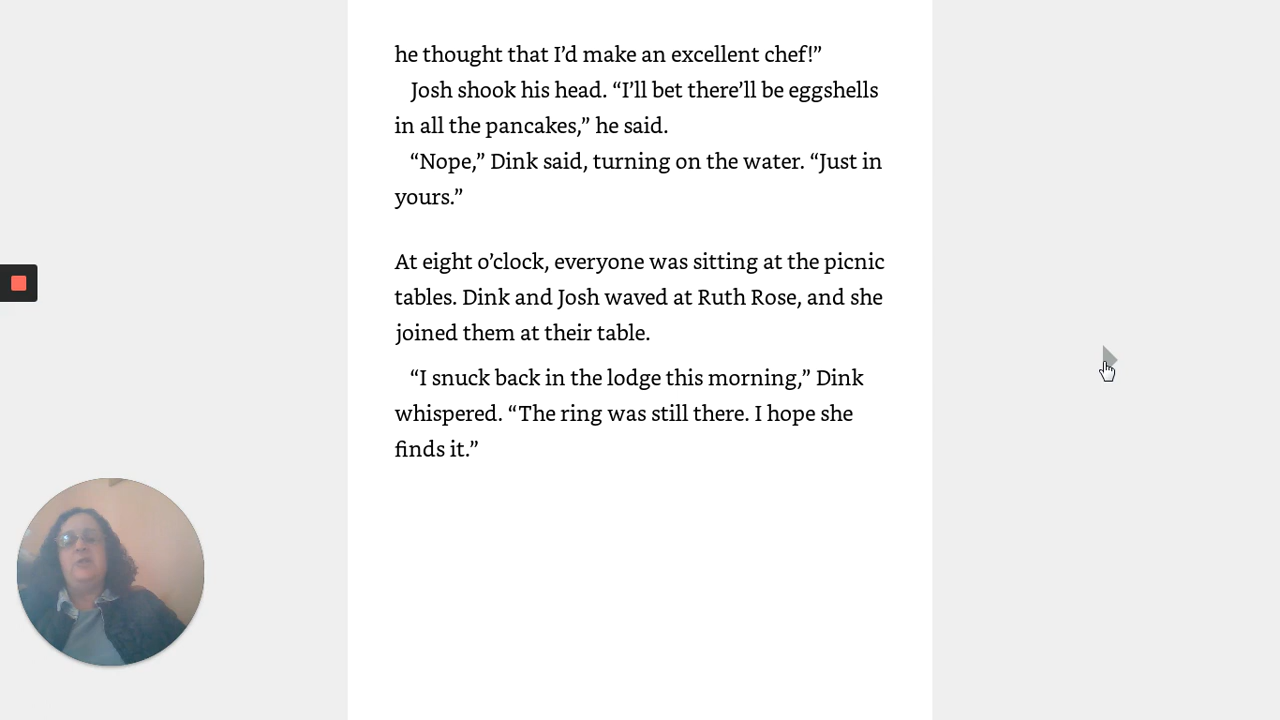 he thought that I’d make an excellent chef!”
Josh shook his head. “I’ll bet there’ll be eggshells
in all the pancakes,” he said.
“Nope,” Dink said, turning on the water. “Just in
yours.”
At eight o’clock, everyone was sitting at the picnic
tables. Dink and Josh waved at Ruth Rose, and she
joined them at their table.
“I snuck back in the lodge this morning,” Dink
whispered. “The ring was still there. I hope she
finds it.”